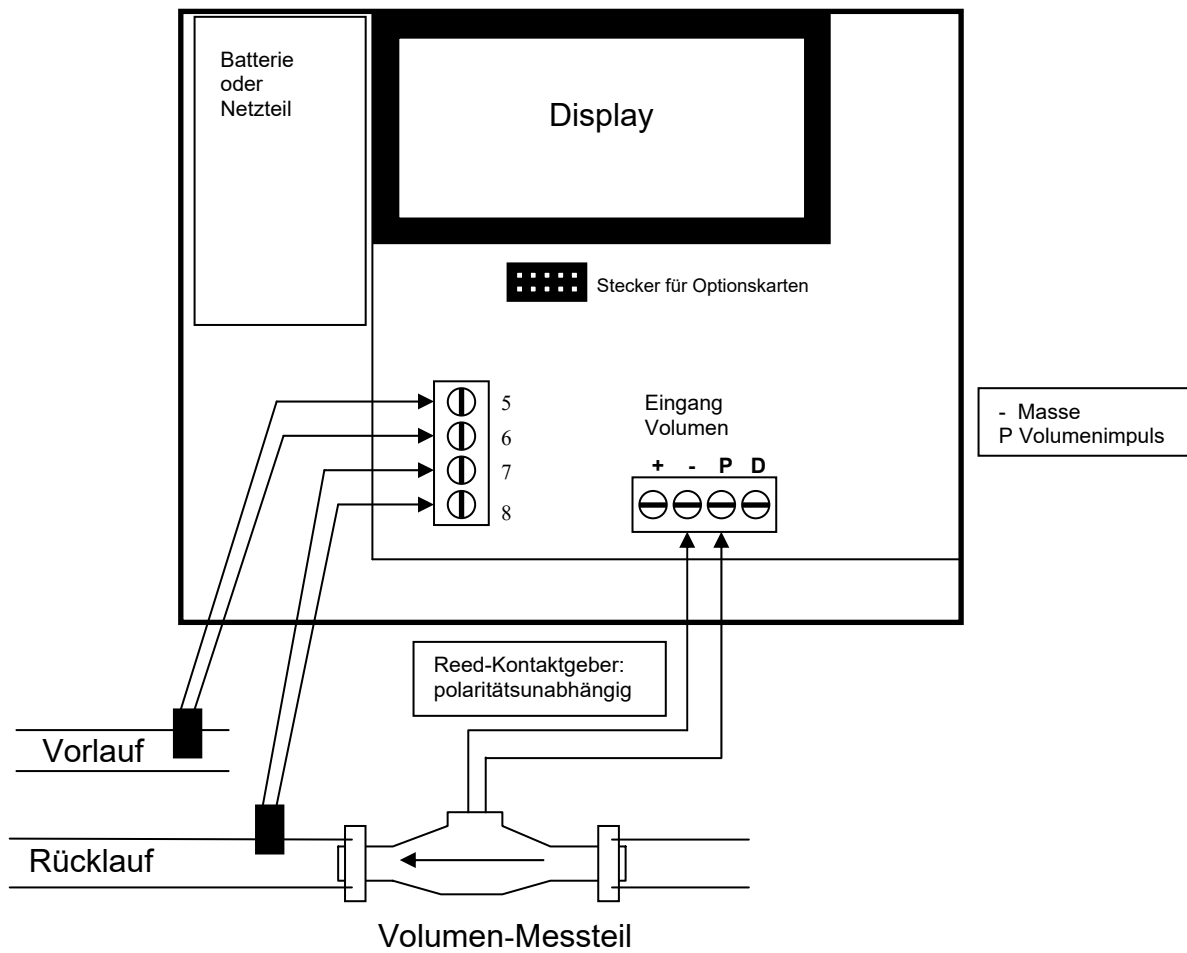 Batterie
oder
Netzteil
Display
Stecker für Optionskarten
5
6
7
8
Eingang
Volumen
+ - P D
- Masse
P Volumenimpuls
Reed-Kontaktgeber:
polaritätsunabhängig
Vorlauf
Rücklauf
Volumen-Messteil